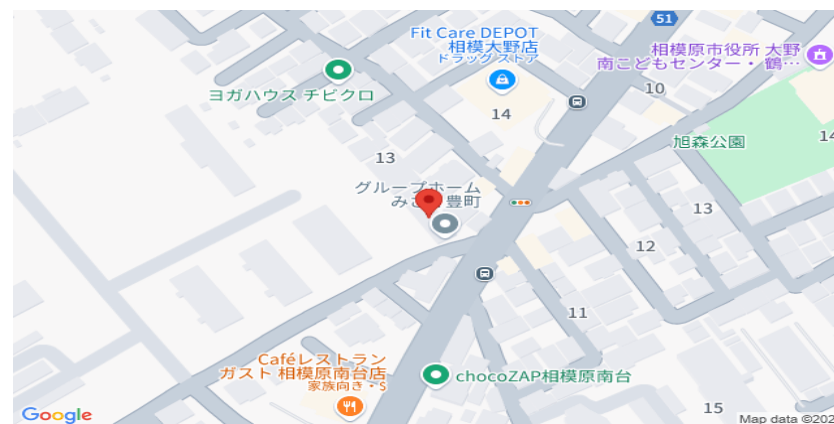 51
Fit Care DEPOT
相模大野店
ドラッグストア
相模原市役所 大野
南こどもセンター・鶴…
ヨガハウス チビクロ
10
14
旭森公園
14
13
グループホーム
豊町
13
12
11
Caféレストラン
ガスト 相模原南台店
家族向き・$
chocoZAP相模原南台
15
Google
Map data ©202